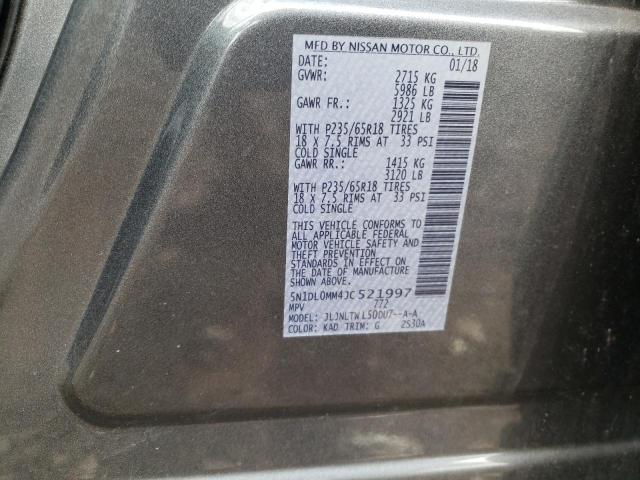 MFD BY NISSAN MOTOR CO., LTD.
DATE: 01/18
GVWR: 2715 KG
5986 LB
GAWR FR.: 1325 KG
2921 LB
WITH P235/65R18 TIRES
18 X 7.5 RIMS AT 33 PSI
COLD SINGLE
GAWR RR.: 1415 KG
3120 LB
WITH P235/65R18 TIRES
18 X 7.5 RIMS AT 33 PSI
COLD SINGLE
THIS VEHICLE CONFORMS TO
ALL APPLICABLE FEDERAL
MOTOR VEHICLE SAFETY AND
THEFT PREVENTION
STANDARDS IN EFFECT ON
THE DATE OF MANUFACTURE
SHOWN ABOVE.
5N1DL0MM4JC521997
MPV 772
MODEL: JLJNLTWL50DU7--A-A
COLOR: KAD TRIM: G 2S30A